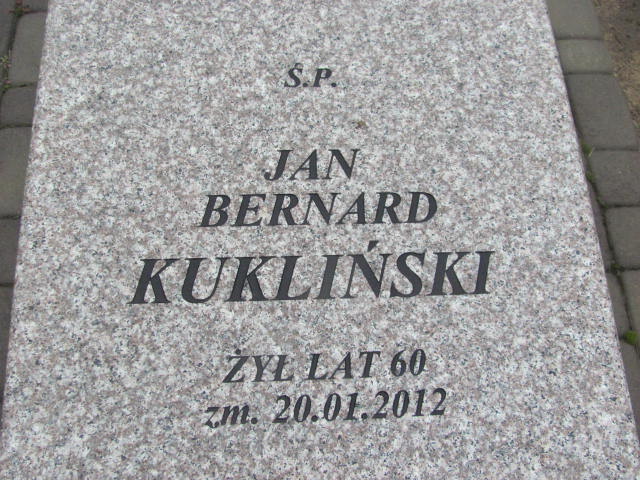 Ś.P.
JAN
BERNARD
KUKLIŃSKI
ŻYŁ LAT 60
zm. 20.01.2012